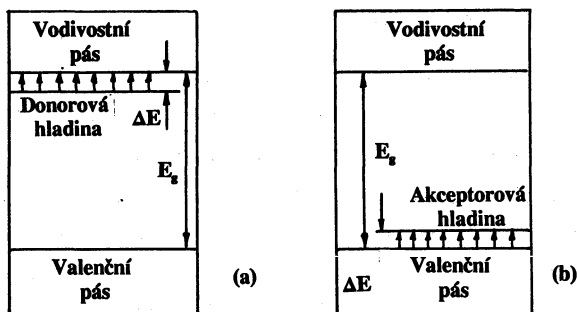 Vodivostní
pás
Donorová
hladina
ΔE
E_g
Valenční
pás
(a)
Vodivostní
pás
E_g
Akceptorová
hladina
ΔE
Valenční
pás
(b)